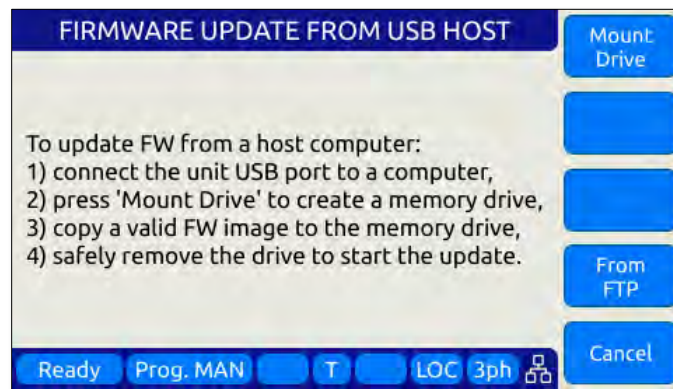 FIRMWARE UPDATE FROM USB HOST
Mount
Drive
To update FW from a host computer:
1) connect the unit USB port to a computer,
2) press 'Mount Drive' to create a memory drive,
3) copy a valid FW image to the memory drive,
4) safely remove the drive to start the update.
From
FTP
Cancel
Ready Prog. MAN T LOC 3ph